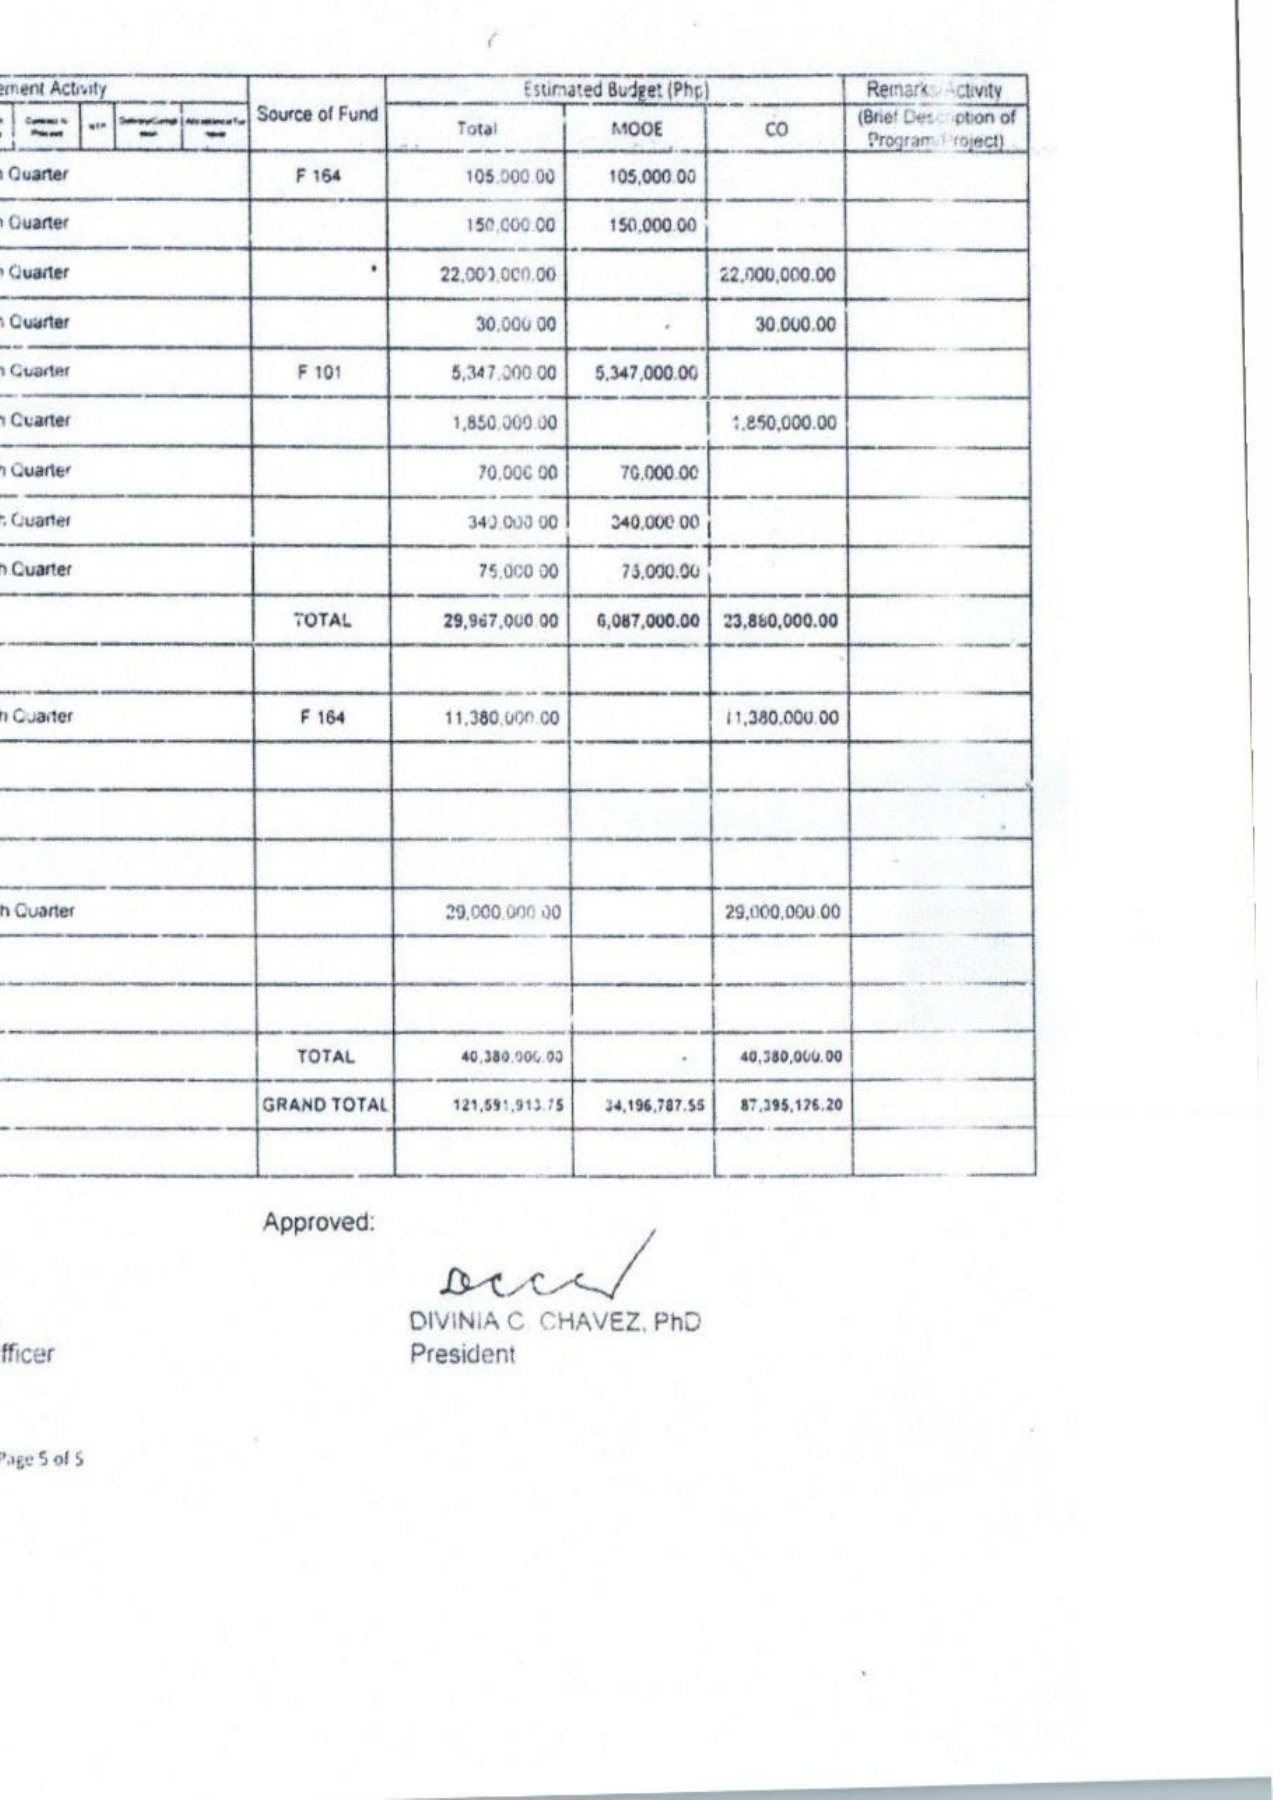 ement Activity
Source of Fund
Estimated Budget (Php)
Remarks/Activity
(Brief Description of
Program/Project)
Total MOOE CO
h Quarter F 164 105,000.00 105,000.00
h Quarter 150,000.00 150,000.00
h Quarter 22,000,000.00 22,000,000.00
h Quarter 30,000.00 - 30,000.00
h Quarter F 101 5,347,000.00 5,347,000.00
h Quarter 1,850,000.00 1,850,000.00
h Quarter 70,000.00 70,000.00
h Quarter 340,000.00 340,000.00
h Quarter 75,000.00 75,000.00
TOTAL 29,967,000.00 6,087,000.00 23,880,000.00
h Quarter F 164 11,380,000.00 11,380,000.00
h Quarter 29,000,000.00 29,000,000.00
TOTAL 40,380,000.00 - 40,380,000.00
GRAND TOTAL 121,591,913.75 34,196,787.55 87,395,126.20
Approved:
DIVINIA C. CHAVEZ, PhD
fficer President
Page 5 of 5